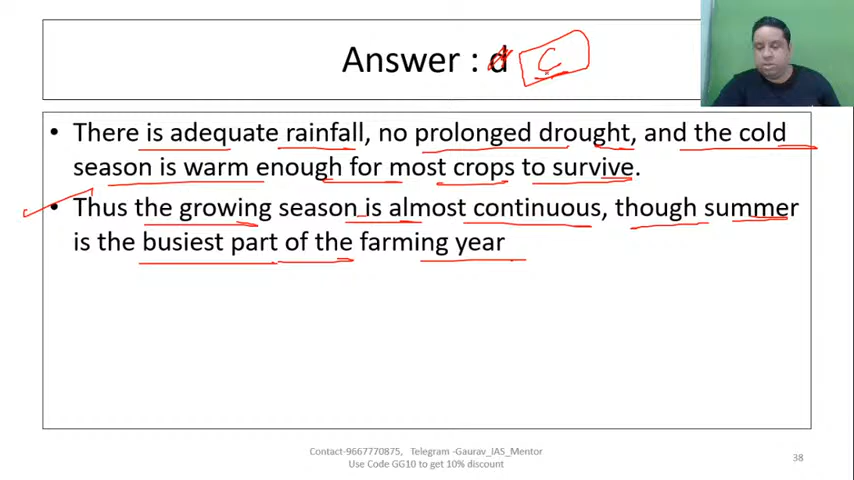 Answer : d C
• There is adequate rainfall, no prolonged drought, and the cold
season is warm enough for most crops to survive.
• Thus the growing season is almost continuous, though summer
is the busiest part of the farming year
Contact-9667770875, Telegram -Gaurav_IAS_Mentor
Use Code GG10 to get 10% discount
38